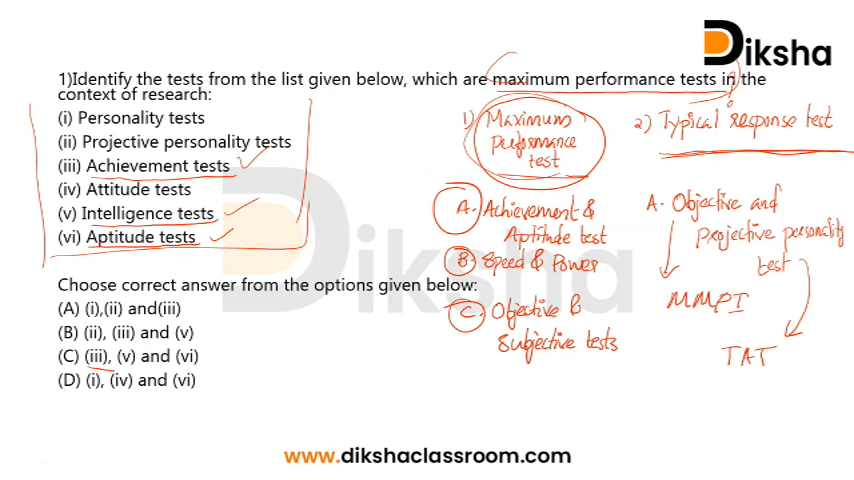 Diksha
1)Identify the tests from the list given below, which are maximum performance tests in the
context of research:
(i) Personality tests
(ii) Projective personality tests
(iii) Achievement tests
(iv) Attitude tests
(v) Intelligence tests
(vi) Aptitude tests
Choose correct answer from the options given below:
(A) (i),(ii) and(iii)
(B) (ii), (iii) and (v)
(C) (iii), (v) and (vi)
(D) (i), (iv) and (vi)
1) Maximum
performance
test
A. Achievement &
Aptitude test
B. Speed & Power
C. Objective &
Subjective tests
2) Typical response test
A. Objective and
projective personality
test
MMPI
TAT
Diksha
www.dikshaclassroom.com